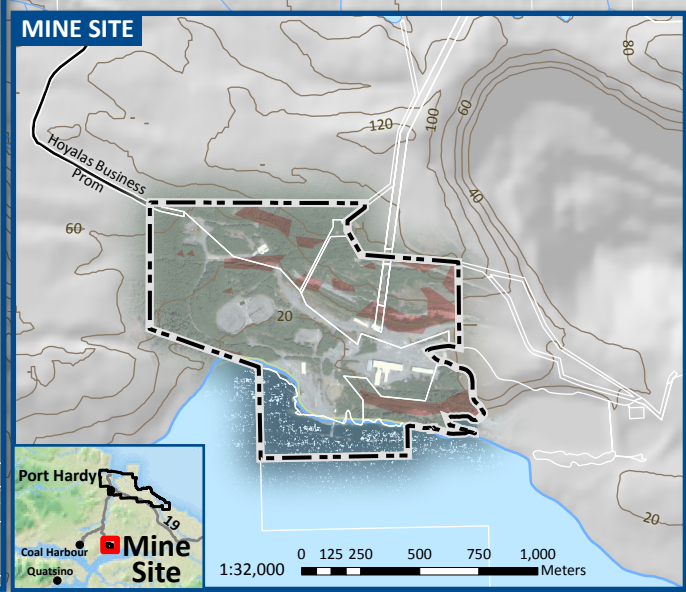 MINE SITE
80
60
100
120
Hoyalas Business
Prom
40
60
20
20
Port Hardy
19
Coal Harbour
Mine
Site
Quatsino
1:32,000
0 125 250 500 750 1,000
Meters